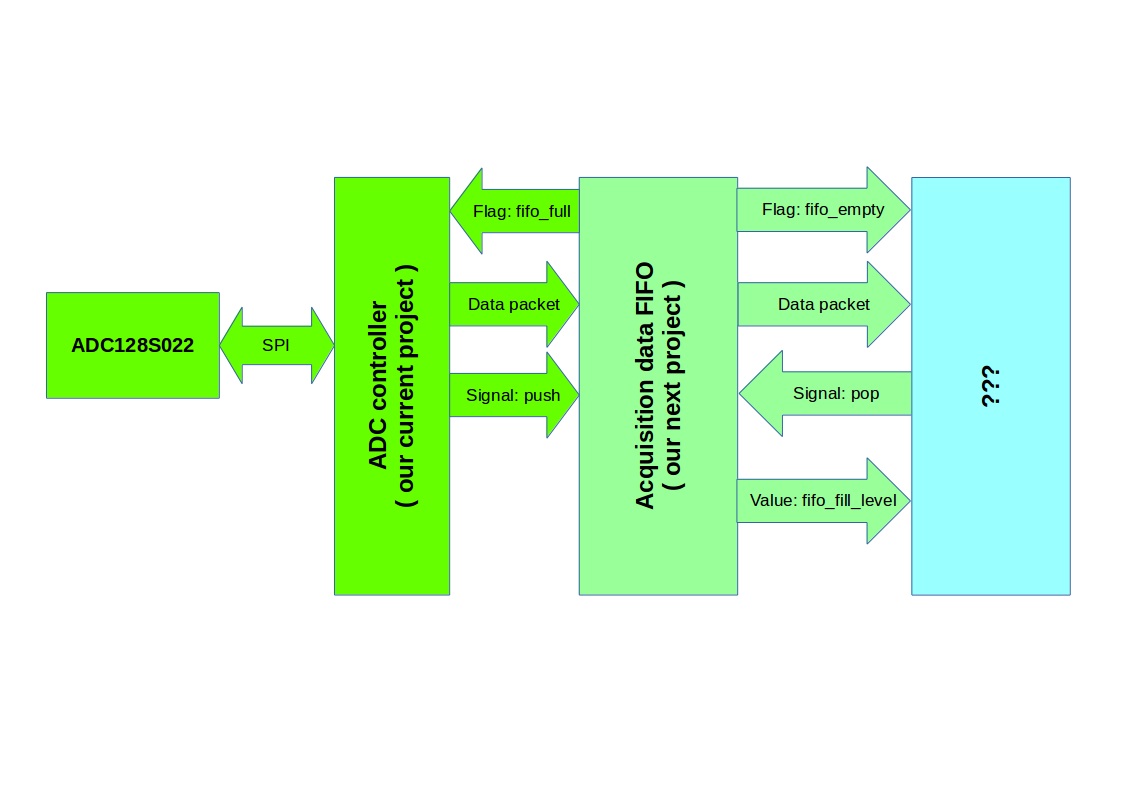 ADC128S022
SPI
ADC controller
( our current project )
Flag: fifo_full
Data packet
Signal: push
Acquisition data FIFO
( our next project )
Flag: fifo_empty
Data packet
Signal: pop
Value: fifo_fill_level
???